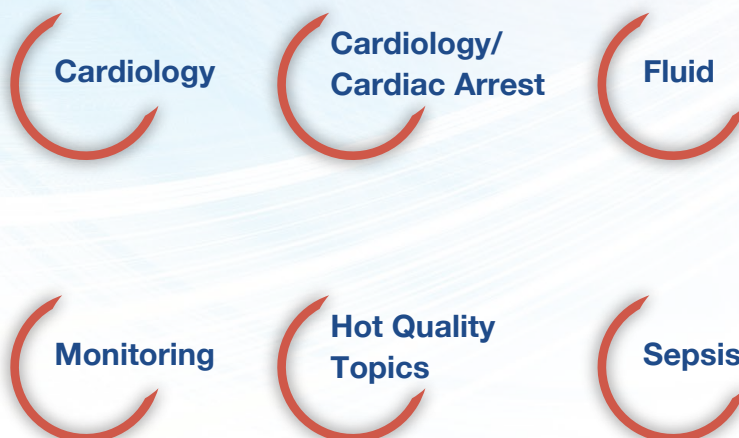 Cardiology
Cardiology/
Cardiac Arrest
Fluid
Monitoring
Hot Quality
Topics
Sepsis